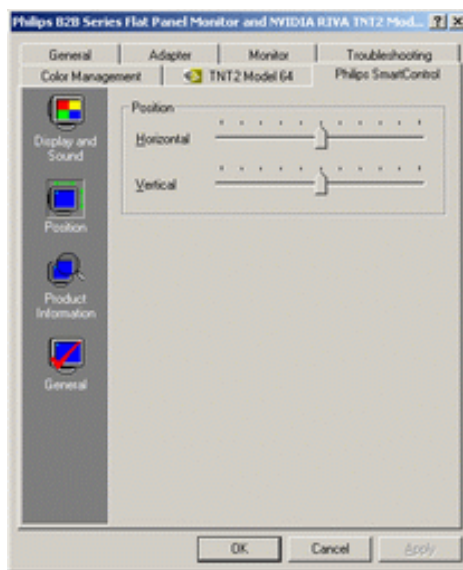 Philips B2B Series Flat Panel Monitor and NVIDIA RIVA TNT2 Mod...
General Adapter Monitor Troubleshooting
Color Management TNT2 Model 64 Philips SmartControl
Display and
Sound
Position
Product
Information
General
Position
Horizontal
Vertical
OK Cancel Apply